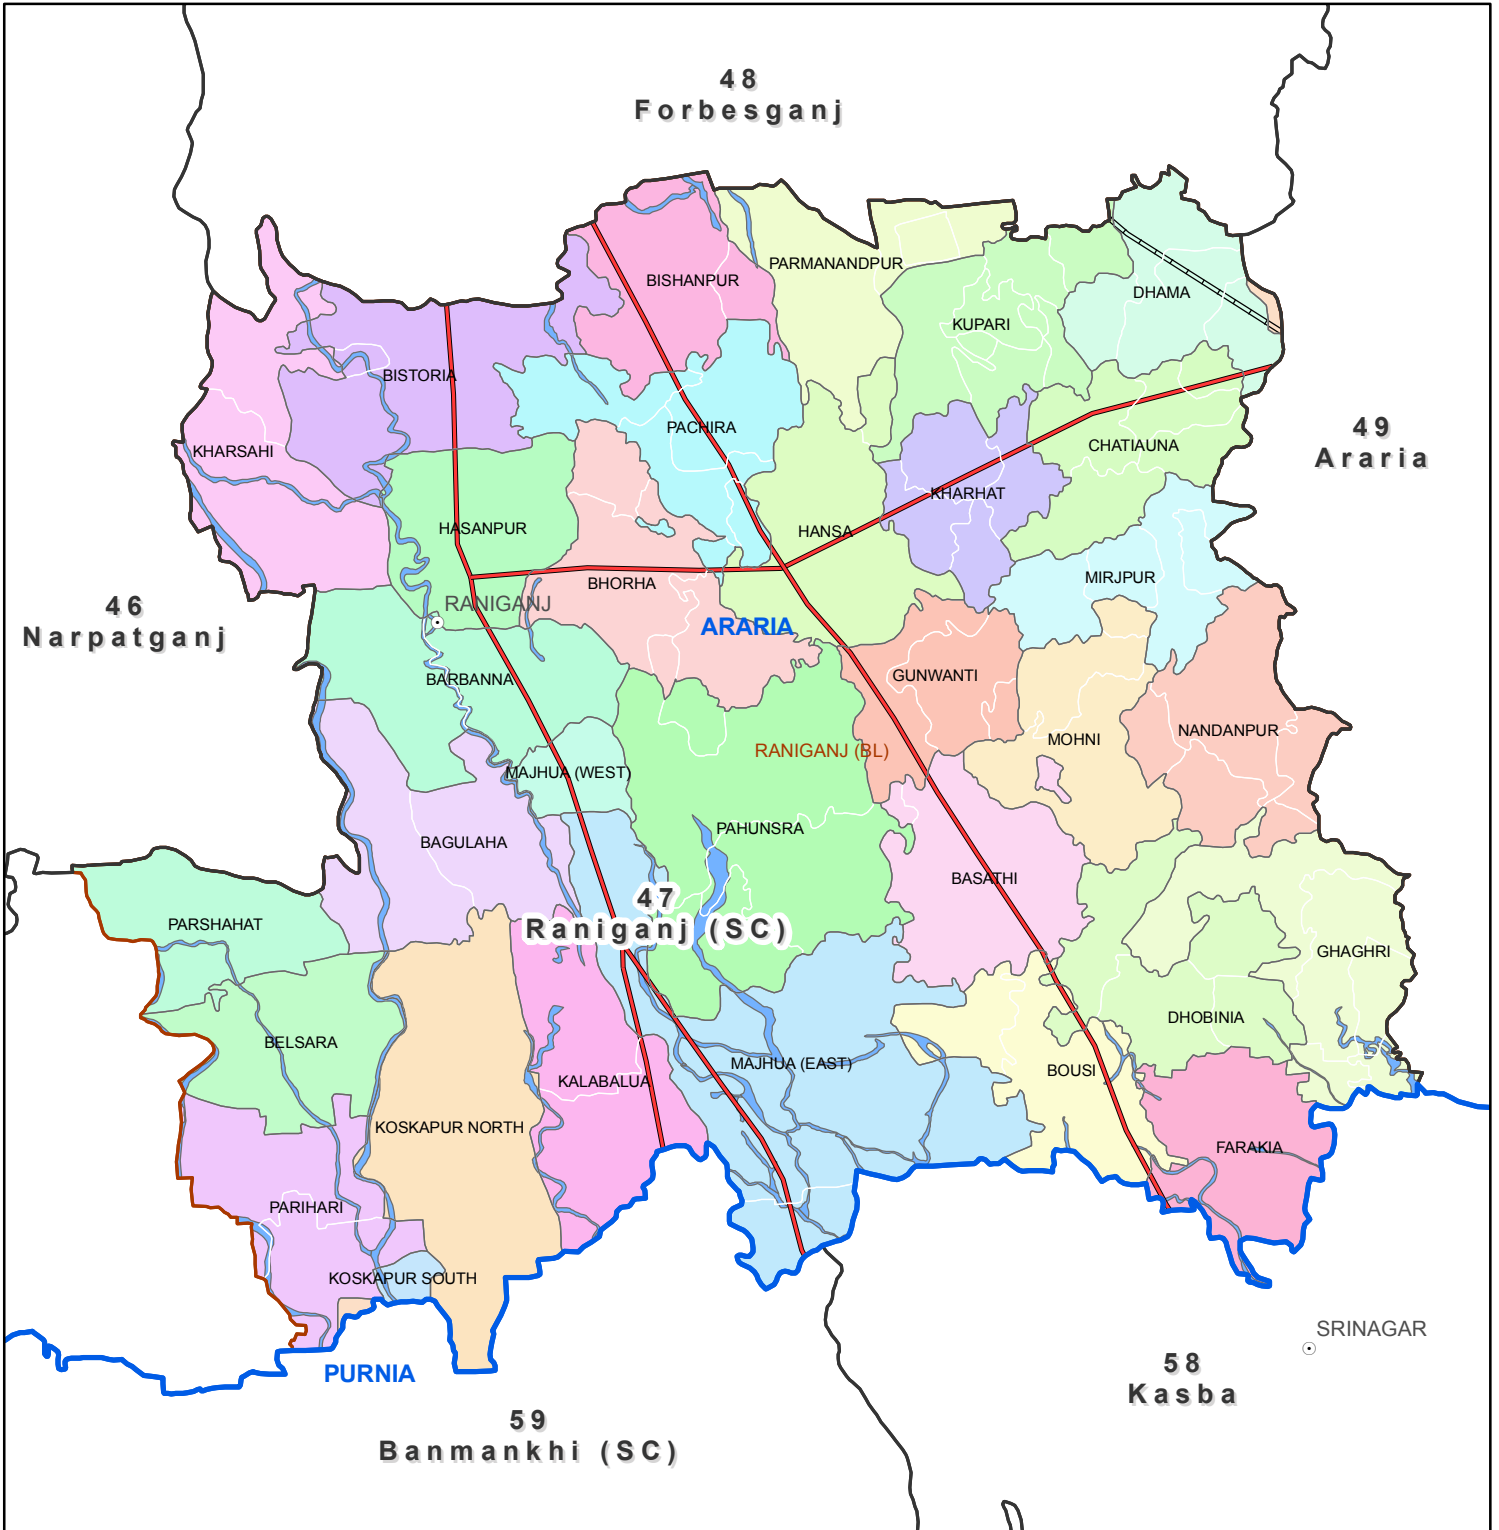 48
Forbesganj
BISHANPUR
PARMANANDPUR
DHAMA
KUPARI
BISTORIA
PACHIRA
KHARSAHI
CHATIAUNA
49
Araria
KHARHAT
HASANPUR
HANSA
BHORHA
MIRJPUR
RANIGANJ
46
Narpatganj
ARARIA
BARBANNA
GUNWANTI
NANDANPUR
MOHNI
RANIGANJ (BL)
MAJHUA (WEST)
PAHUNSRA
BAGULAHA
BASATHI
47
Raniganj (SC)
PARSHAHAT
GHAGHRI
DHOBINIA
BELSARA
MAJHUA (EAST)
BOUSI
KALABALUA
KOSKAPUR NORTH
FARAKIA
PARIHARI
KOSKAPUR SOUTH
SRINAGAR
PURNIA
58
Kasba
59
Banmankhi (SC)